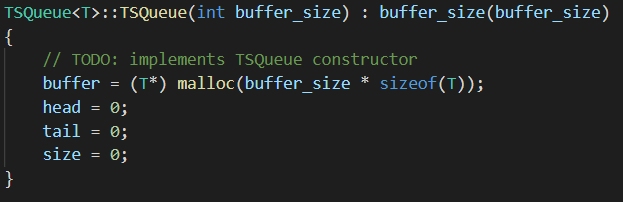 TSQueue<T>::TSQueue(int buffer_size) : buffer_size(buffer_size)
{
    // TODO: implements TSQueue constructor
    buffer = (T*) malloc(buffer_size * sizeof(T));
    head = 0;
    tail = 0;
    size = 0;
}